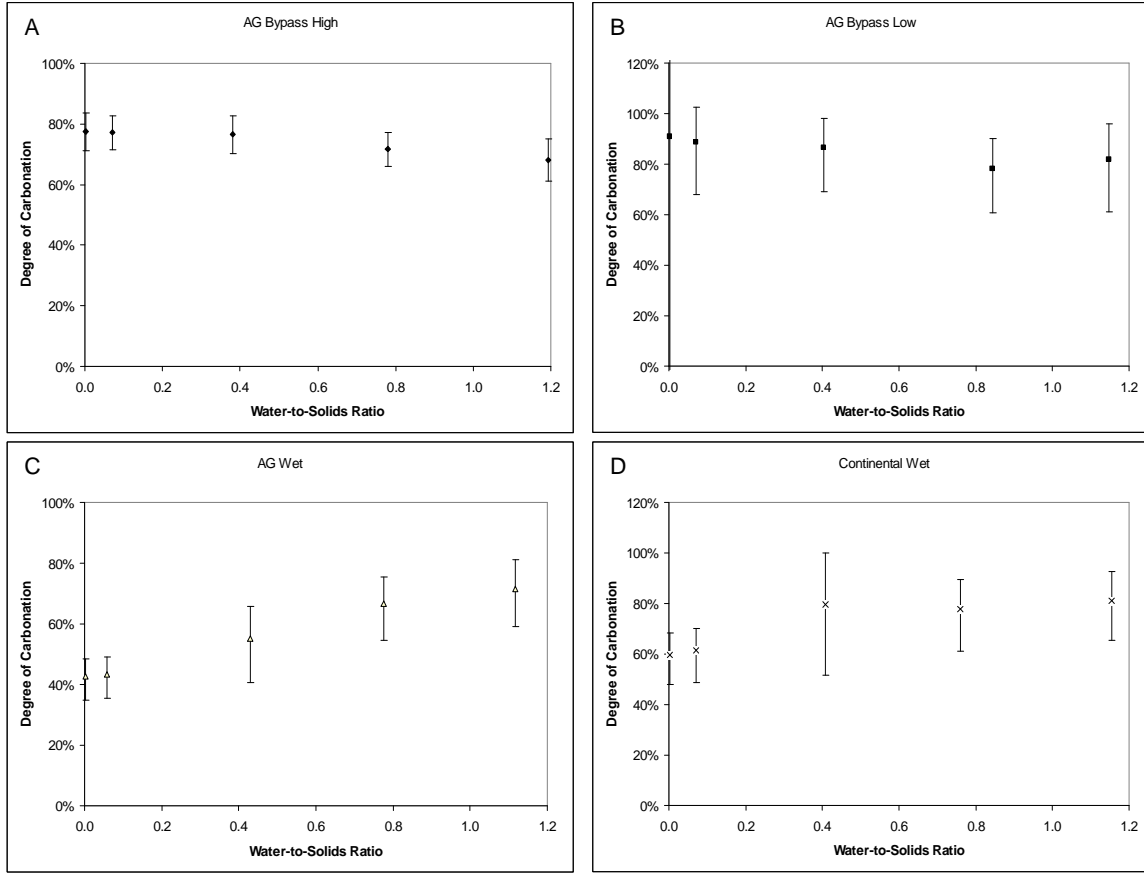 A
AG Bypass High
100%
80%
60%
40%
20%
0%
Degree of Carbonation
0.0 0.2 0.4 0.6 0.8 1.0 1.2
Water-to-Solids Ratio
B
AG Bypass Low
120%
100%
80%
60%
40%
20%
0%
Degree of Carbonation
0.0 0.2 0.4 0.6 0.8 1.0 1.2
Water-to-Solids Ratio
C
AG Wet
100%
80%
60%
40%
20%
0%
Degree of Carbonation
0.0 0.2 0.4 0.6 0.8 1.0 1.2
Water-to-Solids Ratio
D
Continental Wet
120%
100%
80%
60%
40%
20%
0%
Degree of Carbonation
0.0 0.2 0.4 0.6 0.8 1.0 1.2
Water-to-Solids Ratio